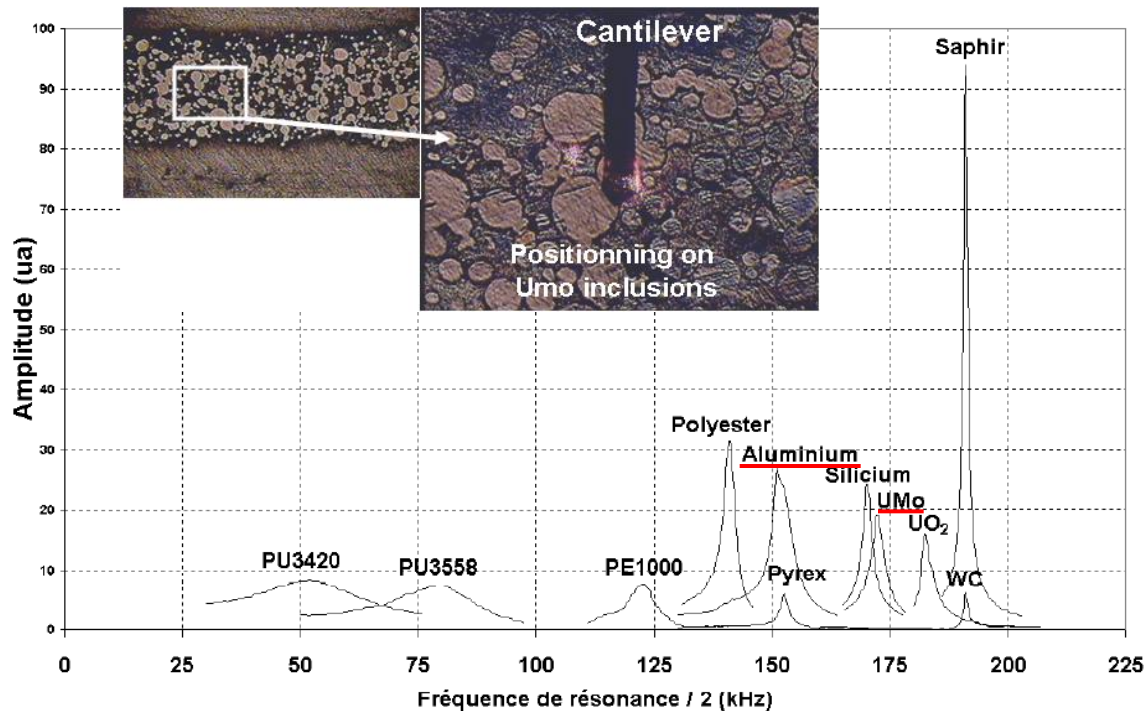 Cantilever
Positionning on
Umo inclusions
Saphir
Polyester
Aluminium
Silicium
UMo
UO₂
PU3420
PU3558
PE1000
Pyrex
WC
Amplitude (ua)
100
90
80
70
60
50
40
30
20
10
0
0 25 50 75 100 125 150 175 200 225
Fréquence de résonance / 2 (kHz)